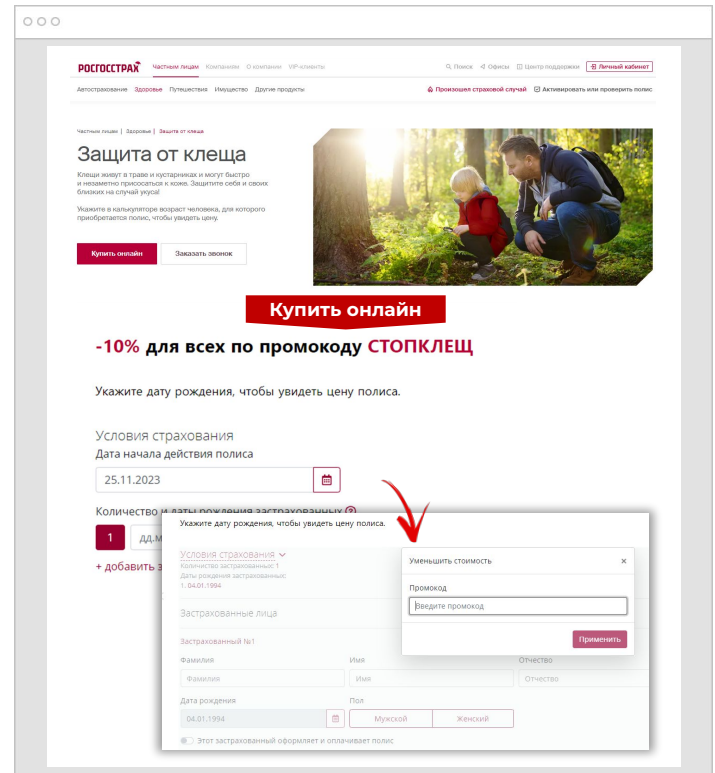 РОСГОССТРАХ Частным лицам Компаниям О компании VIP-клиенты Поиск Офисы Центр поддержки Личный кабинет
Автострахование Здоровье Путешествия Имущество Другие продукты Произошел страховой случай Активировать или проверить полис
Частным лицам | Здоровье | Защита от клеща
Защита от клеща
Клещи живут в траве и кустарниках и могут быстро
и незаметно присосаться к коже. Защитите себя и своих
близких на случай укуса!
Укажите в калькуляторе возраст человека, для которого
приобретается полис, чтобы увидеть цену.
Купить онлайн Заказать звонок
Купить онлайн
-10% для всех по промокоду СТОПКЛЕЩ
Укажите дату рождения, чтобы увидеть цену полиса.
Условия страхования
Дата начала действия полиса
25.11.2023
Количество и даты рождения застрахованных
1 дд.м
+ добавить з
Укажите дату рождения, чтобы увидеть цену полиса.
Условия страхования
Количество застрахованных: 1
Даты рождения застрахованных:
1. 04.01.1994
Уменьшить стоимость ×
Промокод
Введите промокод
Применить
Застрахованные лица
Застрахованный №1
Фамилия Имя Отчество
Фамилия Имя Отчество
Дата рождения Пол
04.01.1994 Мужской Женский
Этот застрахованный оформляет и оплачивает полис